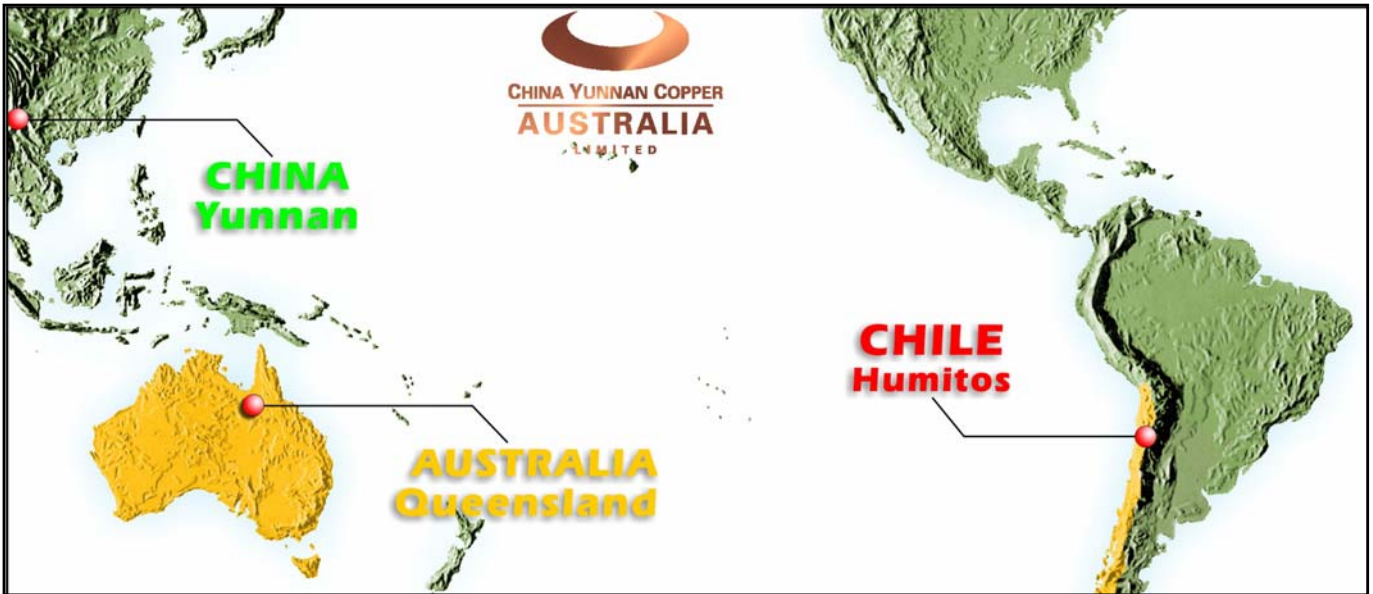 CHINA YUNNAN COPPER
AUSTRALIA
LIMITED
CHINA
Yunnan
CHILE
Humitos
AUSTRALIA
Queensland